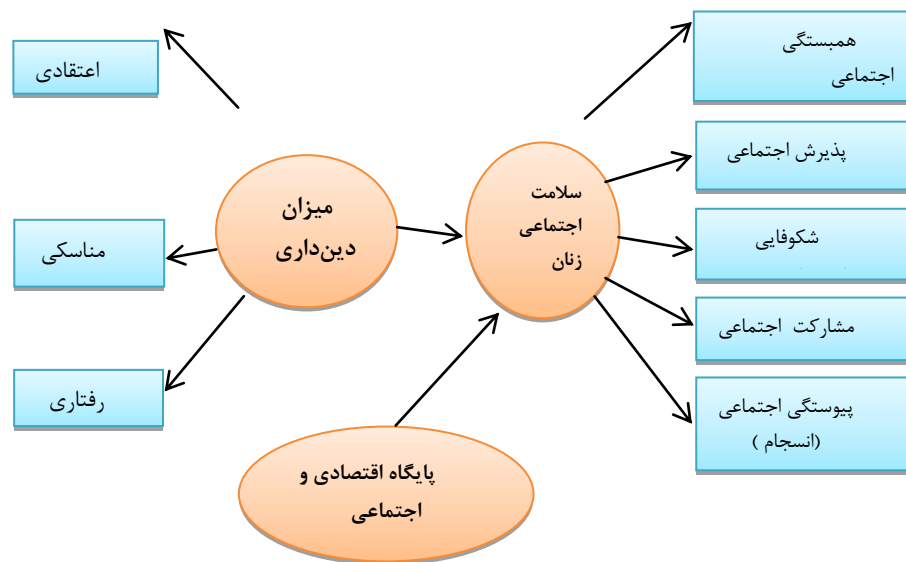 همبستگی
اجتماعی
پذیرش اجتماعی
شکوفایی
مشارکت اجتماعی
پیوستگی اجتماعی
(انسجام )
سلامت
اجتماعی
زنان
میزان
دین‌داری
پایگاه اقتصادی و
اجتماعی
اعتقادی
مناسکی
رفتاری